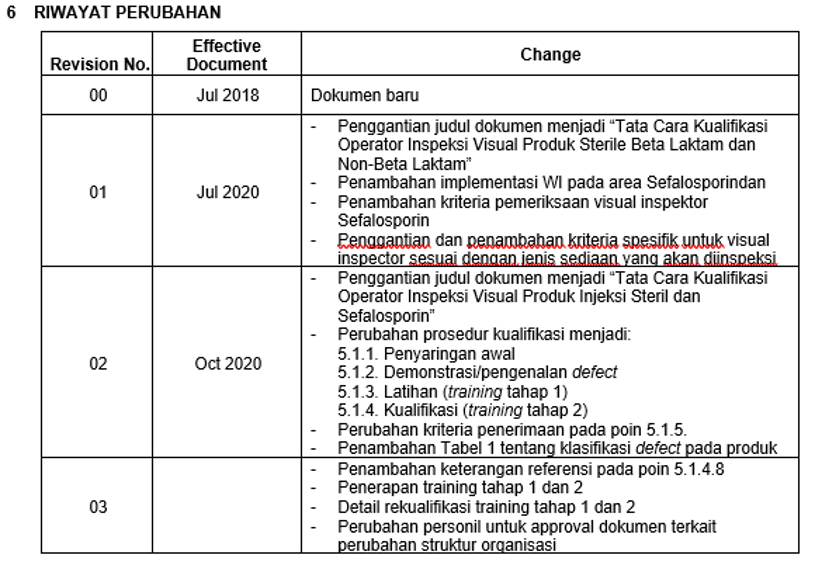 6 RIWAYAT PERUBAHAN
Revision No.
Effective
Document
Change
00
Jul 2018
Dokumen baru
01
Jul 2020
- Penggantian judul dokumen menjadi “Tata Cara Kualifikasi
Operator Inspeksi Visual Produk Sterile Beta Laktam dan
Non-Beta Laktam”
- Penambahan implementasi WI pada area Sefalosporindan
- Penambahan kriteria pemeriksaan visual inspektor
Sefalosporin
- Penggantian dan penambahan kriteria spesifik untuk visual
inspector sesuai dengan jenis sediaan yang akan diinspeksi
02
Oct 2020
- Penggantian judul dokumen menjadi “Tata Cara Kualifikasi
Operator Inspeksi Visual Produk Injeksi Steril dan
Sefalosporin”
- Perubahan prosedur kualifikasi menjadi:
5.1.1. Penyaringan awal
5.1.2. Demonstrasi/pengenalan defect
5.1.3. Latihan (training tahap 1)
5.1.4. Kualifikasi (training tahap 2)
- Perubahan kriteria penerimaan pada poin 5.1.5.
- Penambahan Tabel 1 tentang klasifikasi defect pada produk
03
- Penambahan keterangan referensi pada poin 5.1.4.8
- Penerapan training tahap 1 dan 2
- Detail rekualifikasi training tahap 1 dan 2
- Perubahan personil untuk approval dokumen terkait
perubahan struktur organisasi